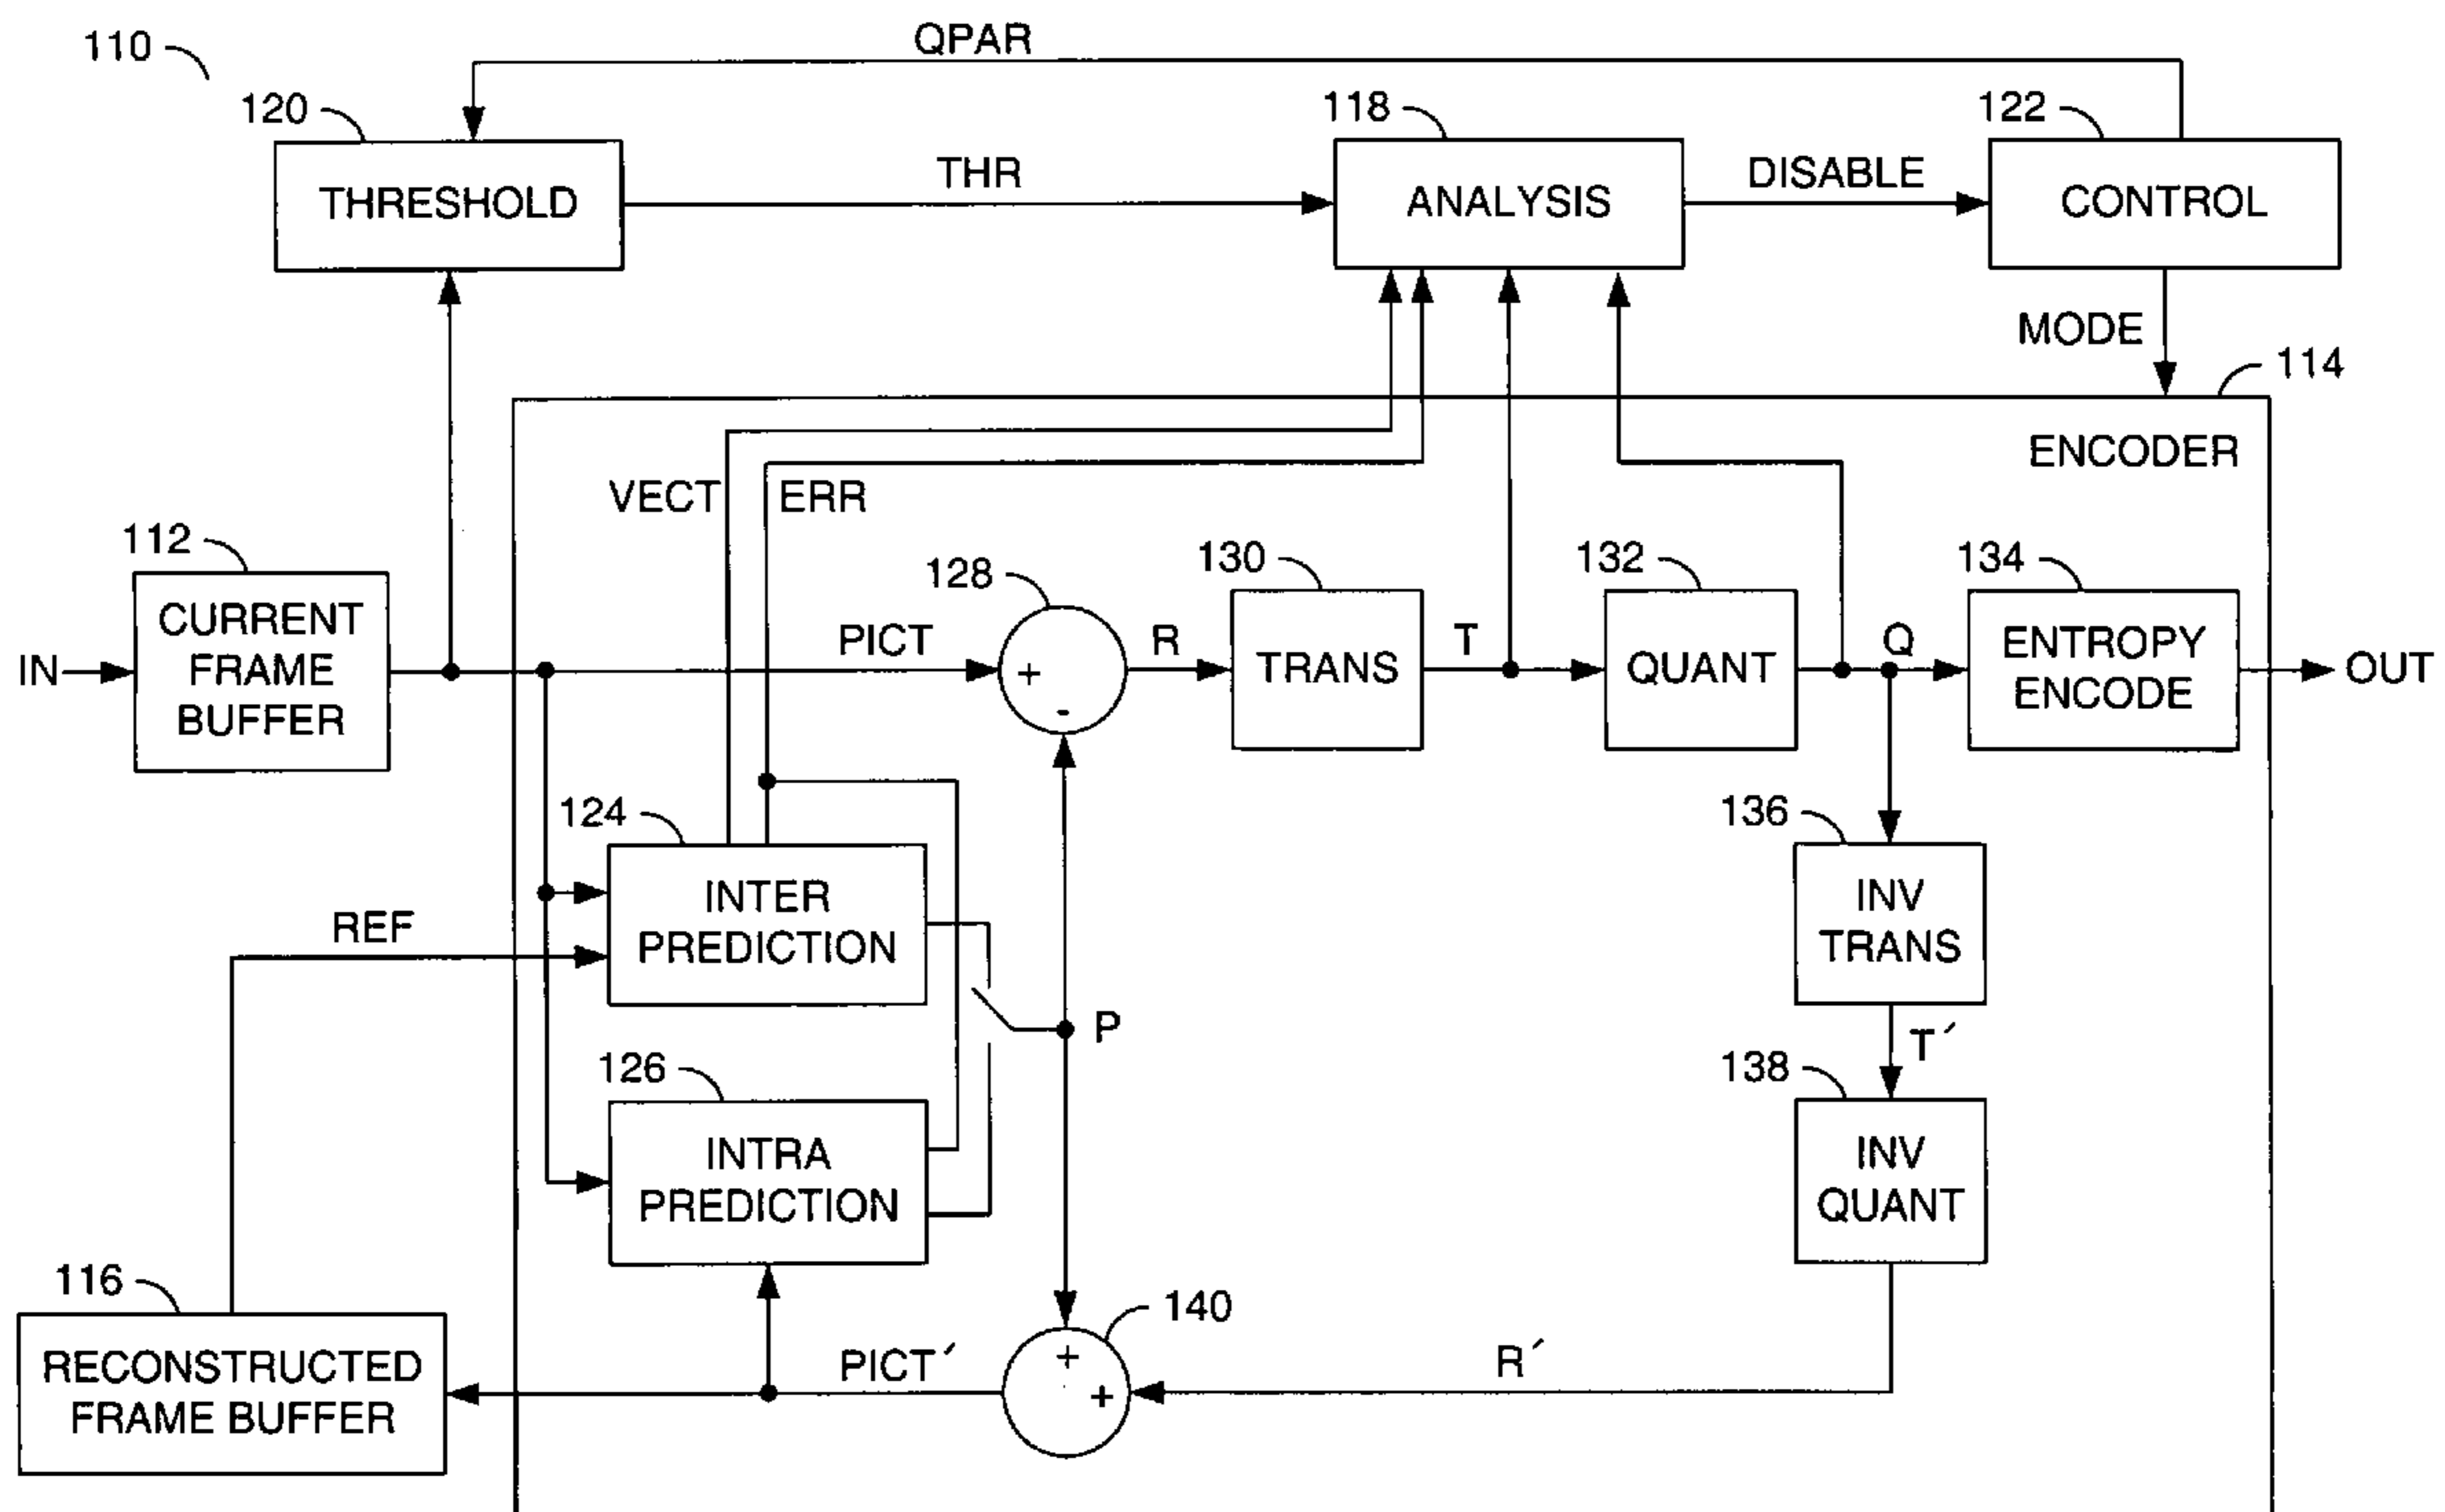 110
QPAR
120
118
122
THRESHOLD
THR
ANALYSIS
DISABLE
CONTROL
MODE
114
ENCODER
VECT
ERR
112
128
130
132
134
IN
CURRENT
FRAME
BUFFER
PICT
+
-
R
TRANS
T
QUANT
Q
ENTROPY
ENCODE
OUT
124
136
INTER
PREDICTION
INV
TRANS
REF
P
T´
126
138
INTRA
PREDICTION
INV
QUANT
116
140
RECONSTRUCTED
FRAME BUFFER
PICT´
+
+
R´